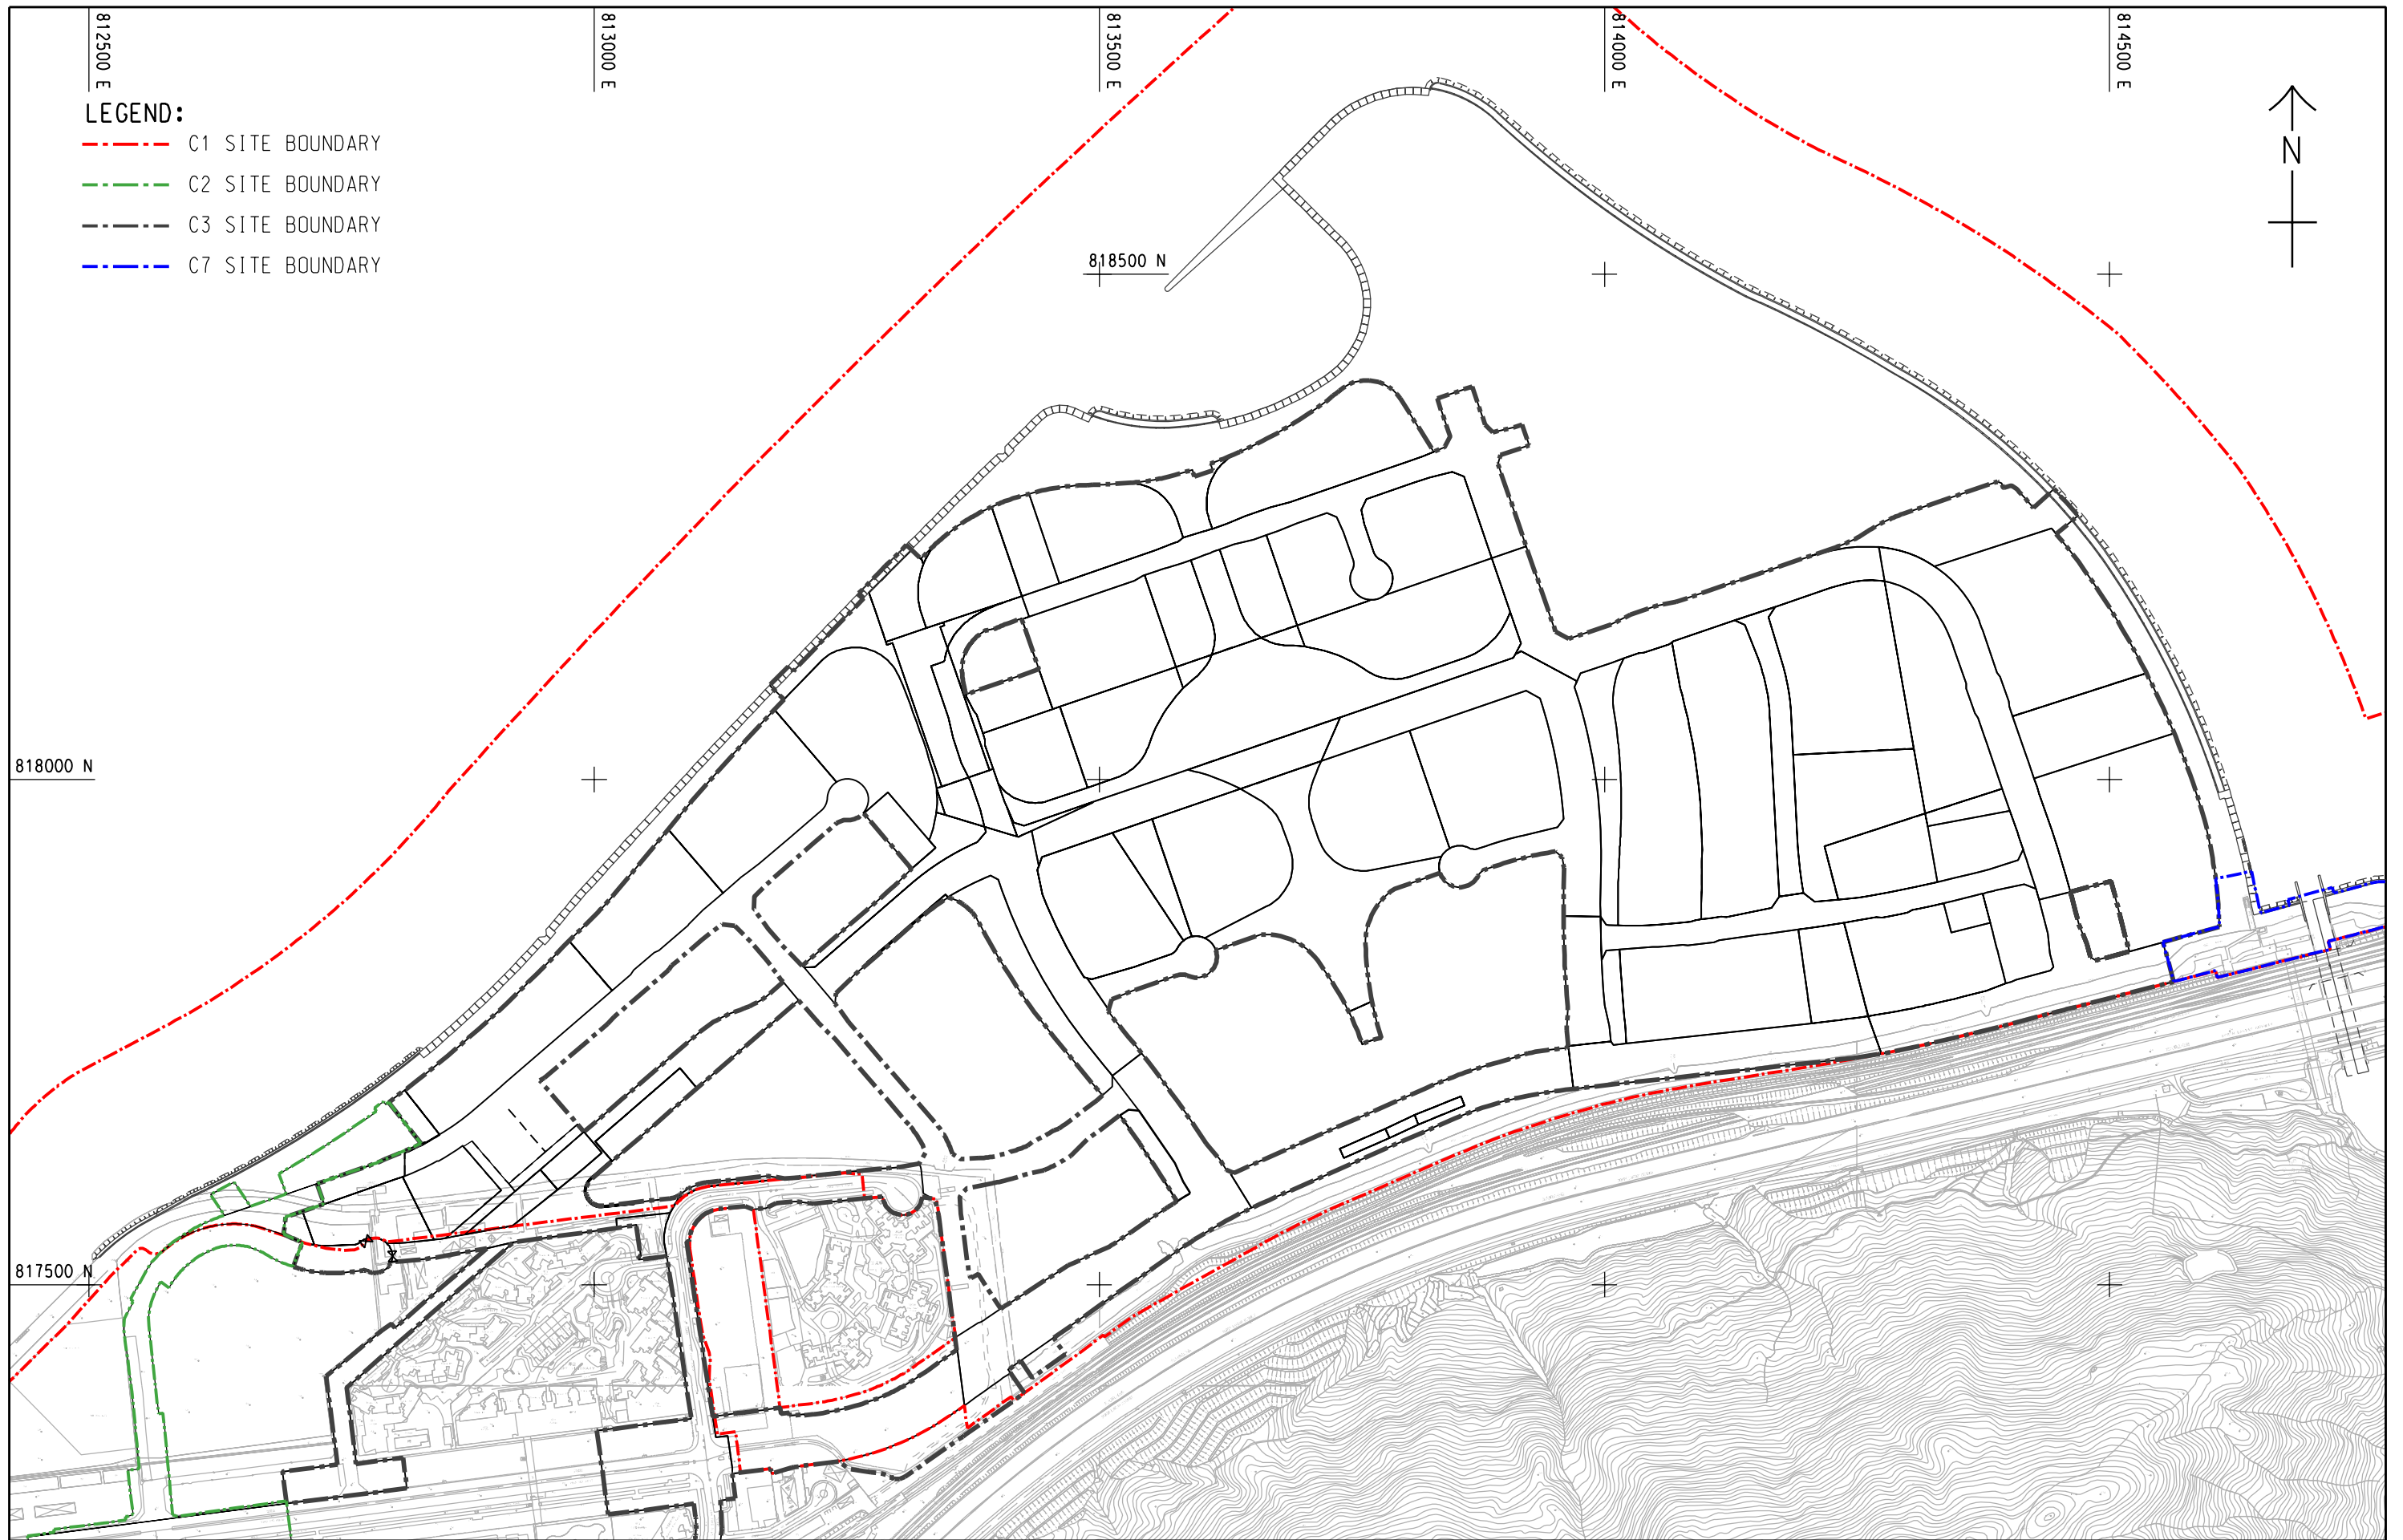 812500 E
813000 E
813500 E
814000 E
814500 E
LEGEND:
C1 SITE BOUNDARY
C2 SITE BOUNDARY
C3 SITE BOUNDARY
C7 SITE BOUNDARY
N
818500 N
818000 N
817500 N